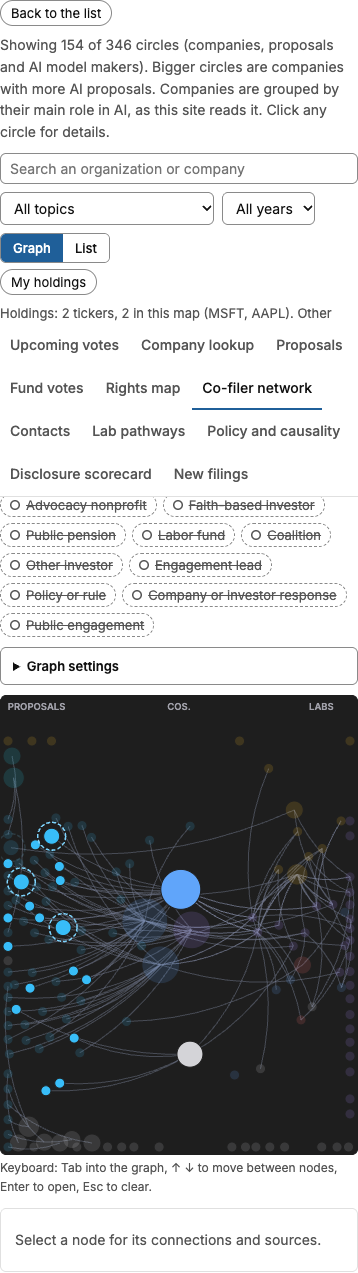 Back to the list
Showing 154 of 346 circles (companies, proposals
and AI model makers). Bigger circles are companies
with more AI proposals. Companies are grouped by
their main role in AI, as this site reads it. Click any
circle for details.
Search an organization or company
All topics All years
Graph List
My holdings
Holdings: 2 tickers, 2 in this map (MSFT, AAPL). Other
Upcoming votes Company lookup Proposals
Fund votes Rights map Co-filer network
Contacts Lab pathways Policy and causality
Disclosure scorecard New filings
Advocacy nonprofit Faith-based investor
Public pension Labor fund Coalition
Other investor Engagement lead
Policy or rule Company or investor response
Public engagement
Graph settings
PROPOSALS COS. LABS
Keyboard: Tab into the graph, ↑ ↓ to move between nodes,
Enter to open, Esc to clear.
Select a node for its connections and sources.